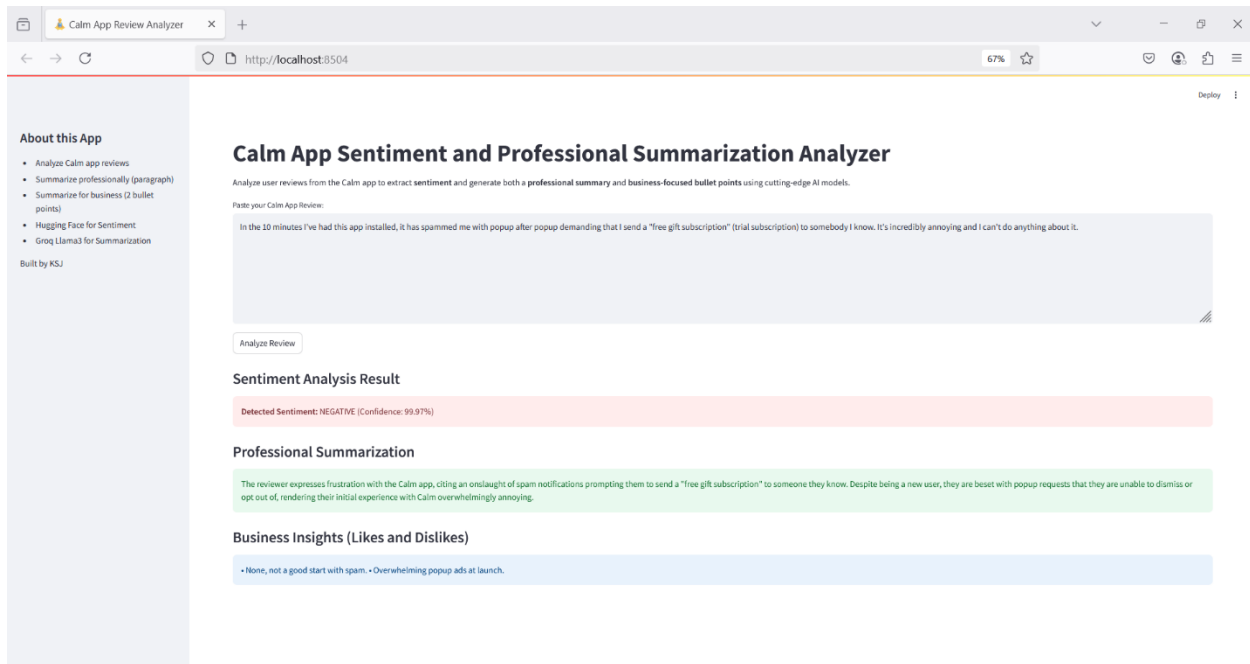 Calm App Review Analyzer
http://localhost:8504
67%
Deploy
About this App
• Analyze Calm app reviews
• Summarize professionally (paragraph)
• Summarize for business (2 bullet
points)
• Hugging Face for Sentiment
• Groq Llama3 for Summarization
Built by KSJ
Calm App Sentiment and Professional Summarization Analyzer
Analyze user reviews from the Calm app to extract sentiment and generate both a professional summary and business-focused bullet points using cutting-edge AI models.
Paste your Calm App Review:
In the 10 minutes I've had this app installed, it has spammed me with popup after popup demanding that I send a "free gift subscription" (trial subscription) to somebody I know. It's incredibly annoying and I can't do anything about it.
Analyze Review
Sentiment Analysis Result
Detected Sentiment: NEGATIVE (Confidence: 99.97%)
Professional Summarization
The reviewer expresses frustration with the Calm app, citing an onslaught of spam notifications prompting them to send a "free gift subscription" to someone they know. Despite being a new user, they are beset with popup requests that they are unable to dismiss or
opt out of, rendering their initial experience with Calm overwhelmingly annoying.
Business Insights (Likes and Dislikes)
• None, not a good start with spam. • Overwhelming popup ads at launch.